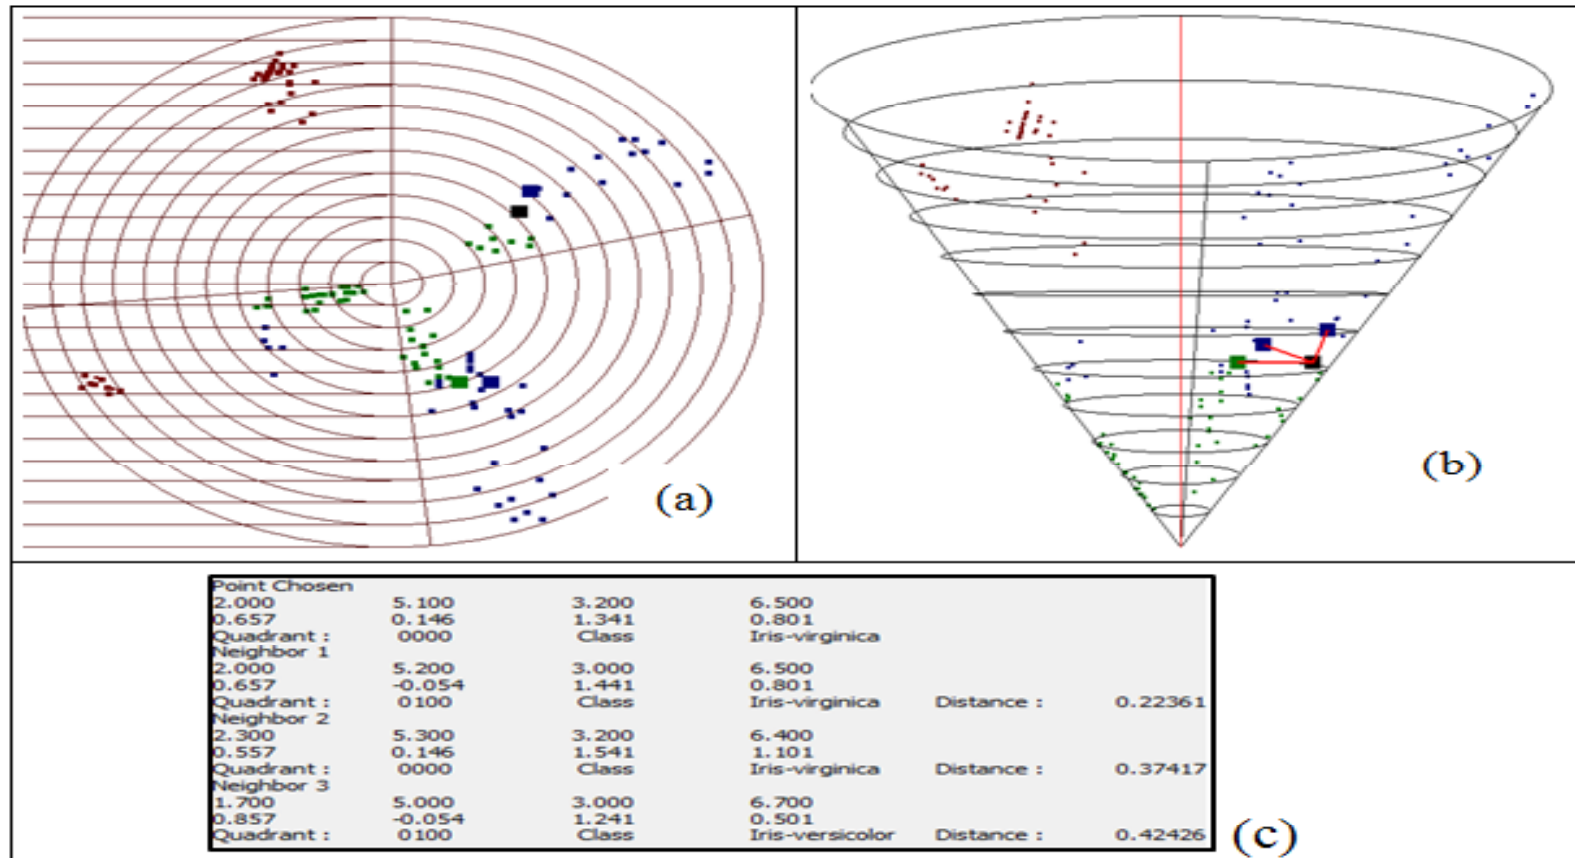 (a)
(b)
Point Chosen
2.000 5.100 3.200 6.500
0.657 0.146 1.341 0.801
Quadrant : 0000 Class Iris-virginica
Neighbor 1
2.000 5.200 3.000 6.500
0.657 -0.054 1.441 0.801
Quadrant : 0100 Class Iris-virginica Distance : 0.22361
Neighbor 2
2.300 5.300 3.200 6.400
0.557 0.146 1.541 1.101
Quadrant : 0000 Class Iris-virginica Distance : 0.37417
Neighbor 3
1.700 5.000 3.000 6.700
0.857 -0.054 1.241 0.501
Quadrant : 0100 Class Iris-versicolor Distance : 0.42426
(c)